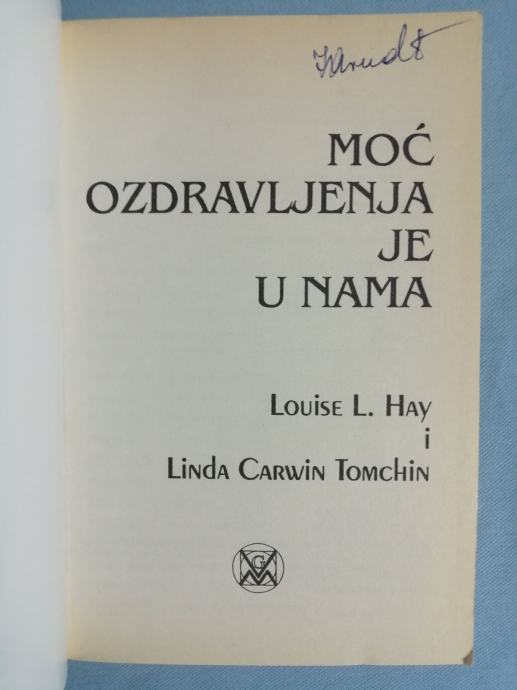 MOĆ
OZDRAVLJENJA
JE
U NAMA
Louise L. Hay
i
Linda Carwin Tomchin